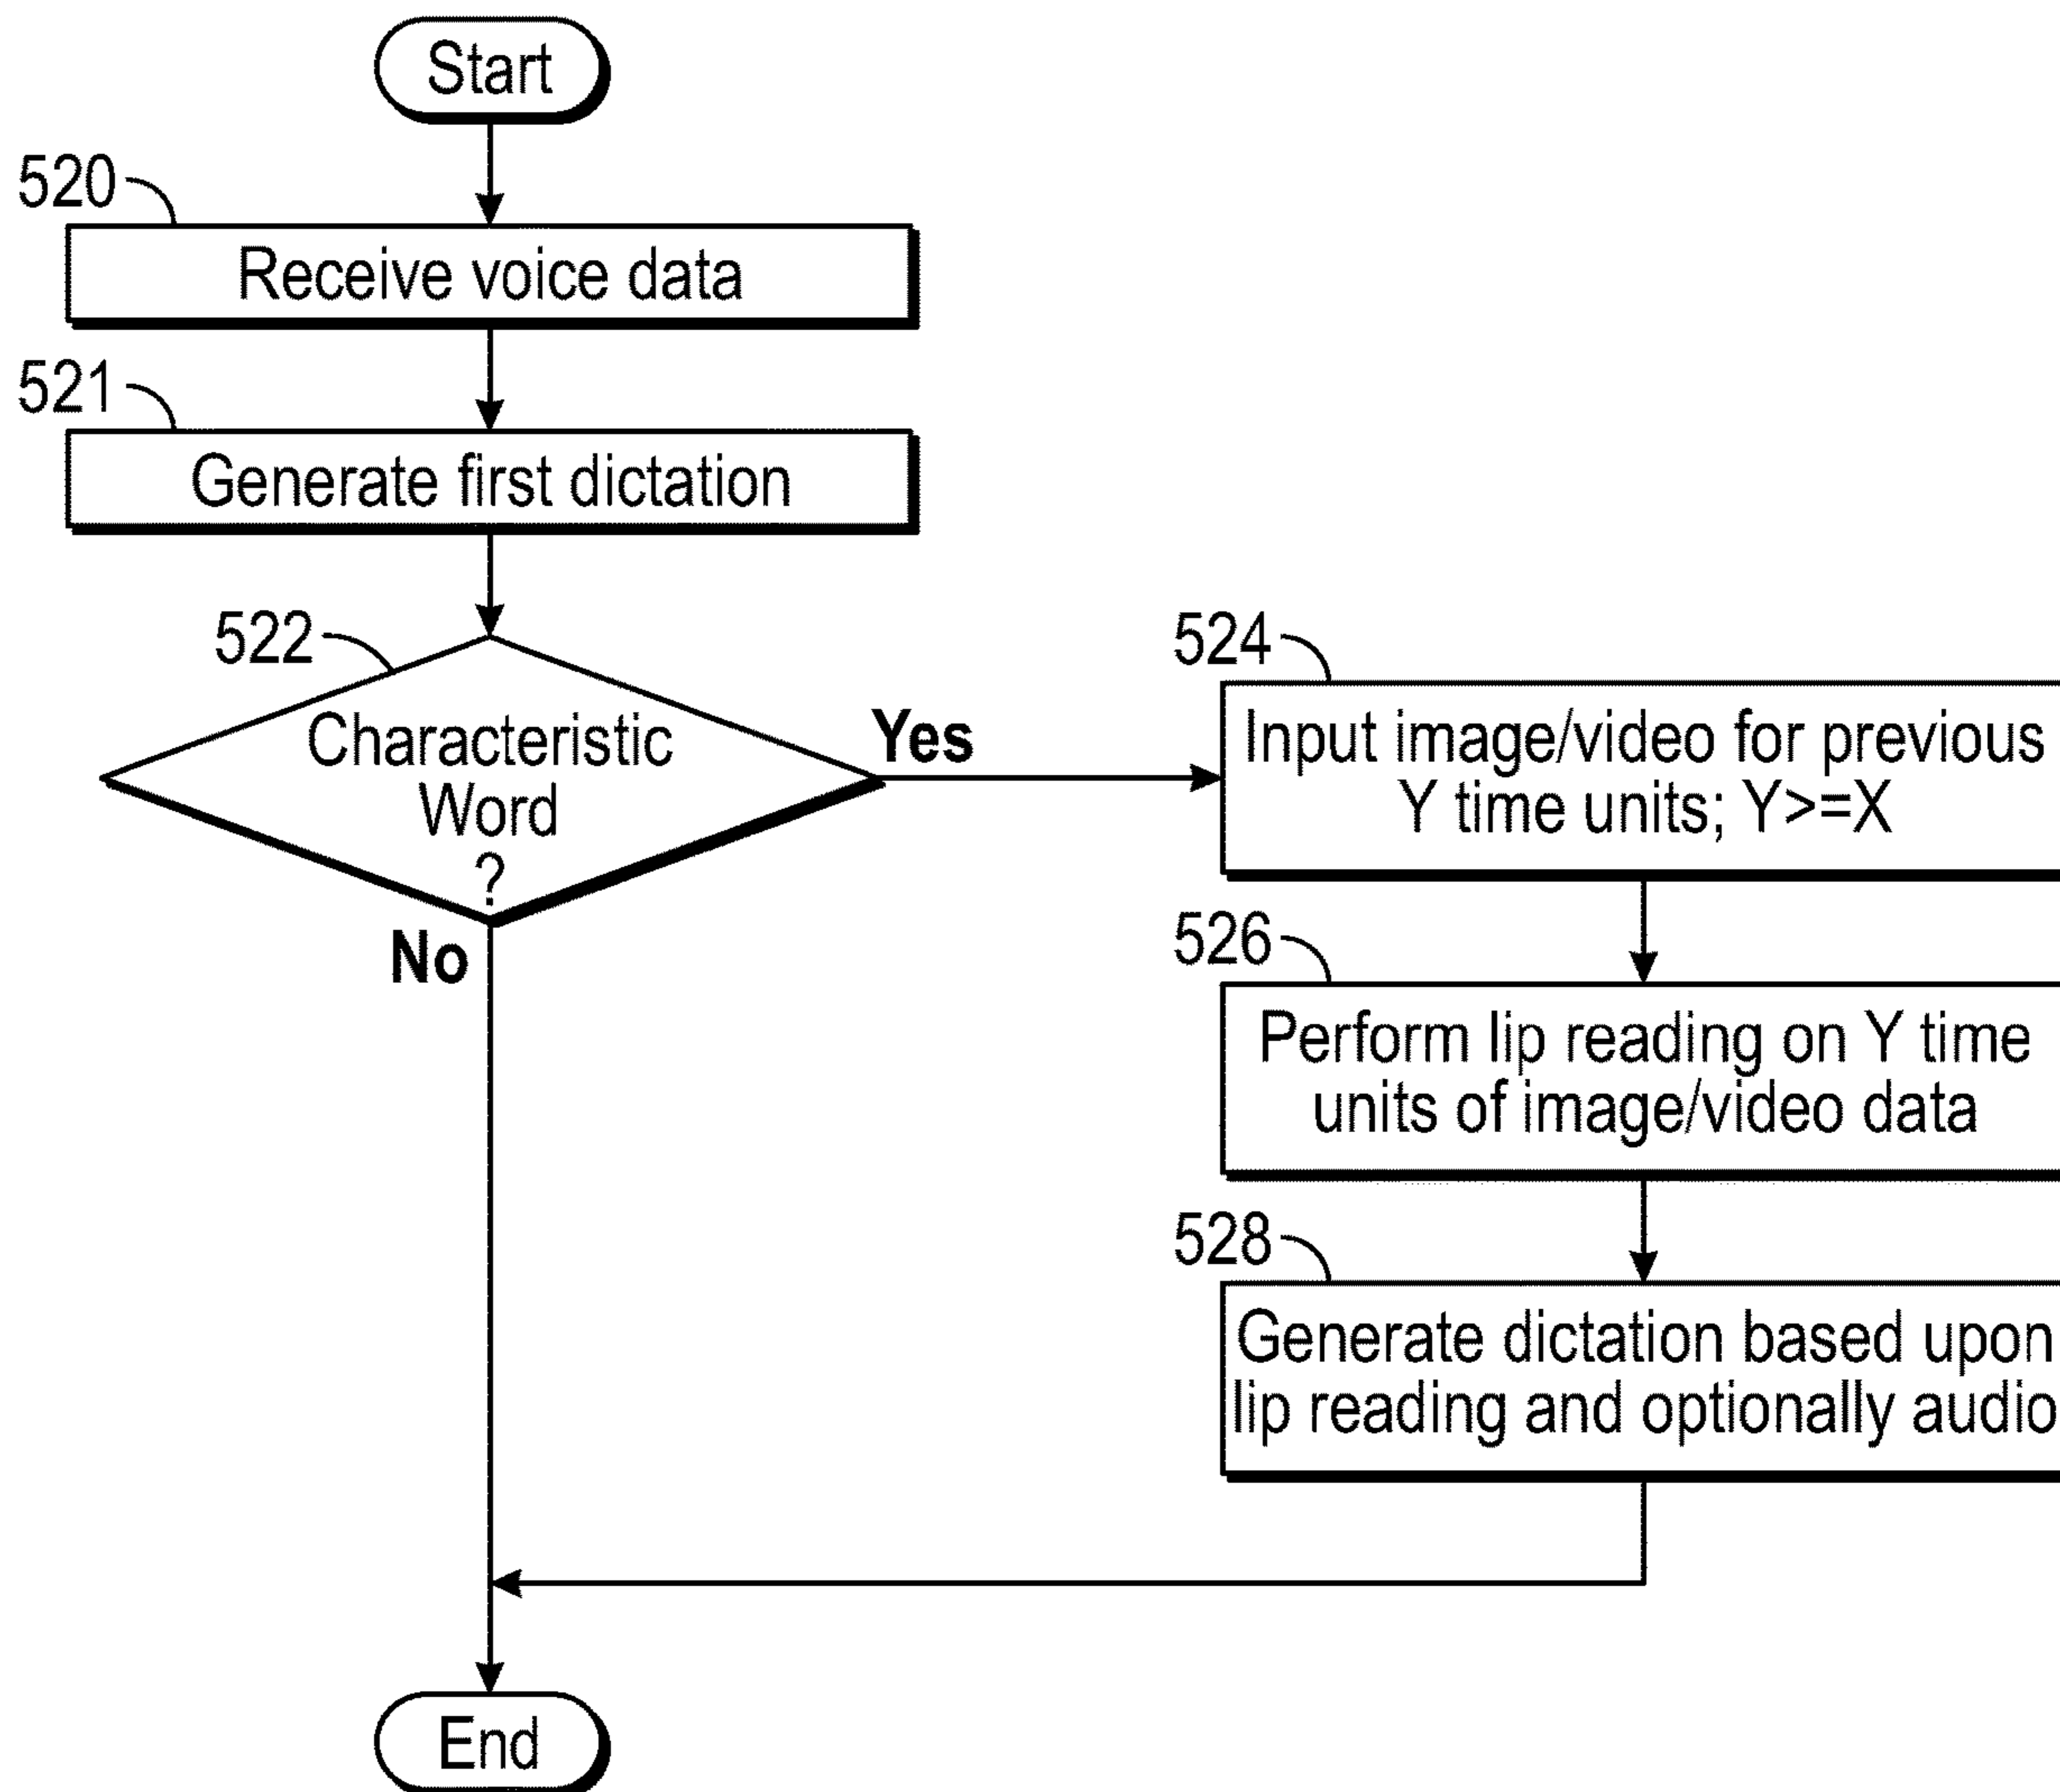 Start
520
Receive voice data
521
Generate first dictation
522
Characteristic
Word
?
Yes
No
524
Input image/video for previous
Y time units; Y>=X
526
Perform lip reading on Y time
units of image/video data
528
Generate dictation based upon
lip reading and optionally audio
End